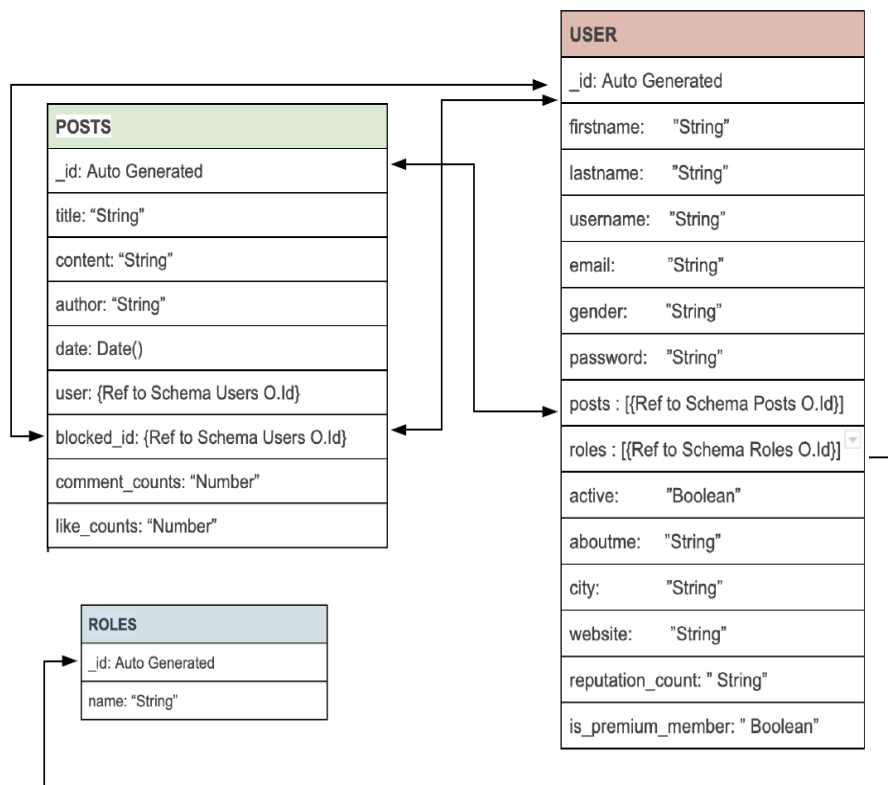 USER
_id: Auto Generated
firstname: ”String”
lastname: ”String”
username: ”String”
email: ”String”
gender: ”String”
password: ”String”
posts : [{Ref to Schema Posts O.Id}]
roles : [{Ref to Schema Roles O.Id}]
active: ”Boolean”
aboutme: ”String”
city: ”String”
website: ”String”
reputation_count: ” String”
is_premium_member: ” Boolean”
POSTS
_id: Auto Generated
title: “String”
content: “String”
author: “String”
date: Date()
user: {Ref to Schema Users O.Id}
blocked_id: {Ref to Schema Users O.Id}
comment_counts: “Number”
like_counts: “Number”
ROLES
_id: Auto Generated
name: “String”